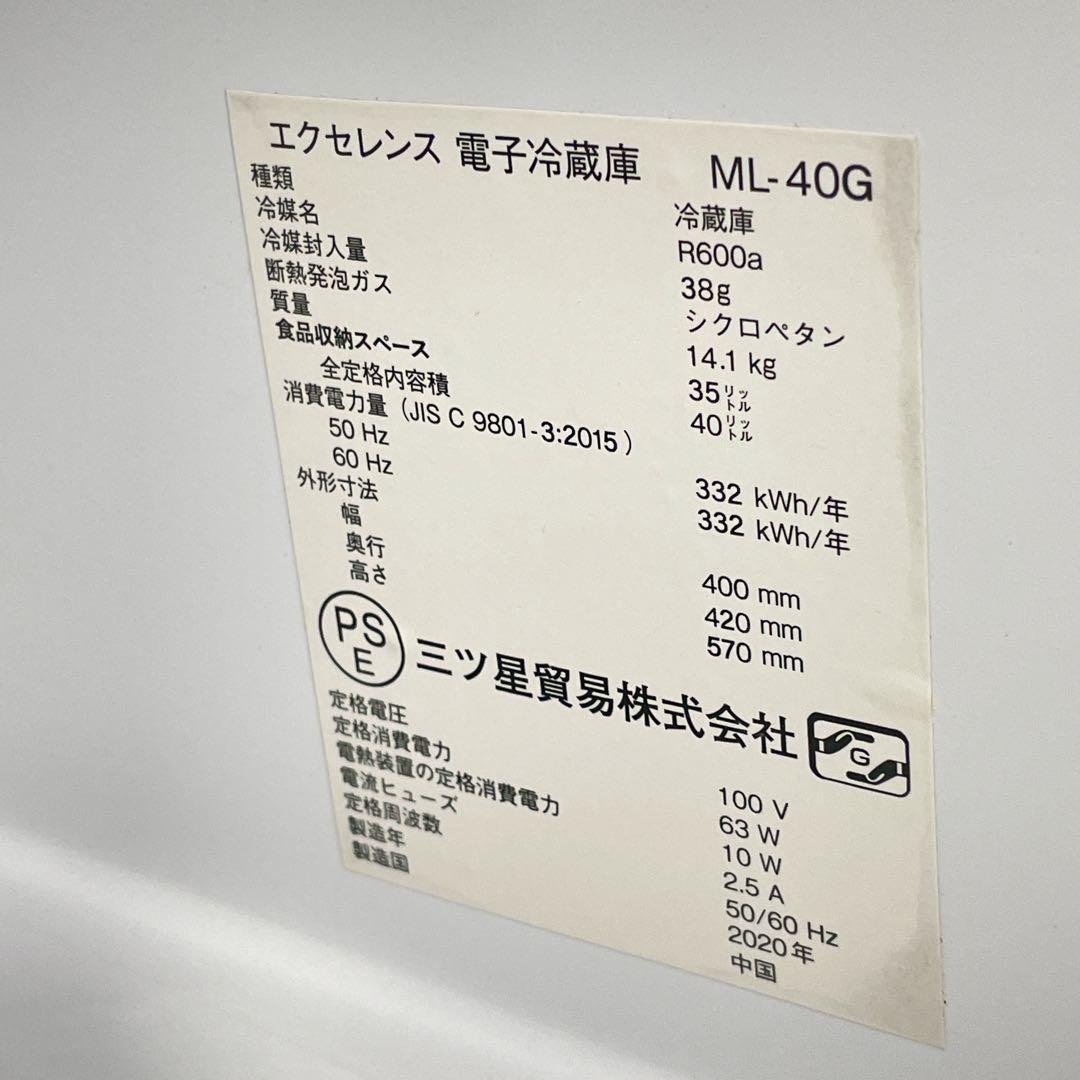 エクセレンス 電子冷蔵庫 ML-40G
種類 冷蔵庫
冷媒名 R600a
冷媒封入量 38g
断熱発泡ガス シクロペタン
質量 14.1 kg
食品収納スペース 35リットル
全定格内容積 40リットル
消費電力量 (JIS C 9801-3:2015)
50 Hz 332 kWh/年
60 Hz 332 kWh/年
外形寸法
幅 400 mm
奥行 420 mm
高さ 570 mm
PS
E
三ツ星貿易株式会社
G
定格電圧 100 V
定格消費電力 63 W
電熱装置の定格消費電力 10 W
電流ヒューズ 2.5 A
定格周波数 50/60 Hz
製造年 2020年
製造国 中国